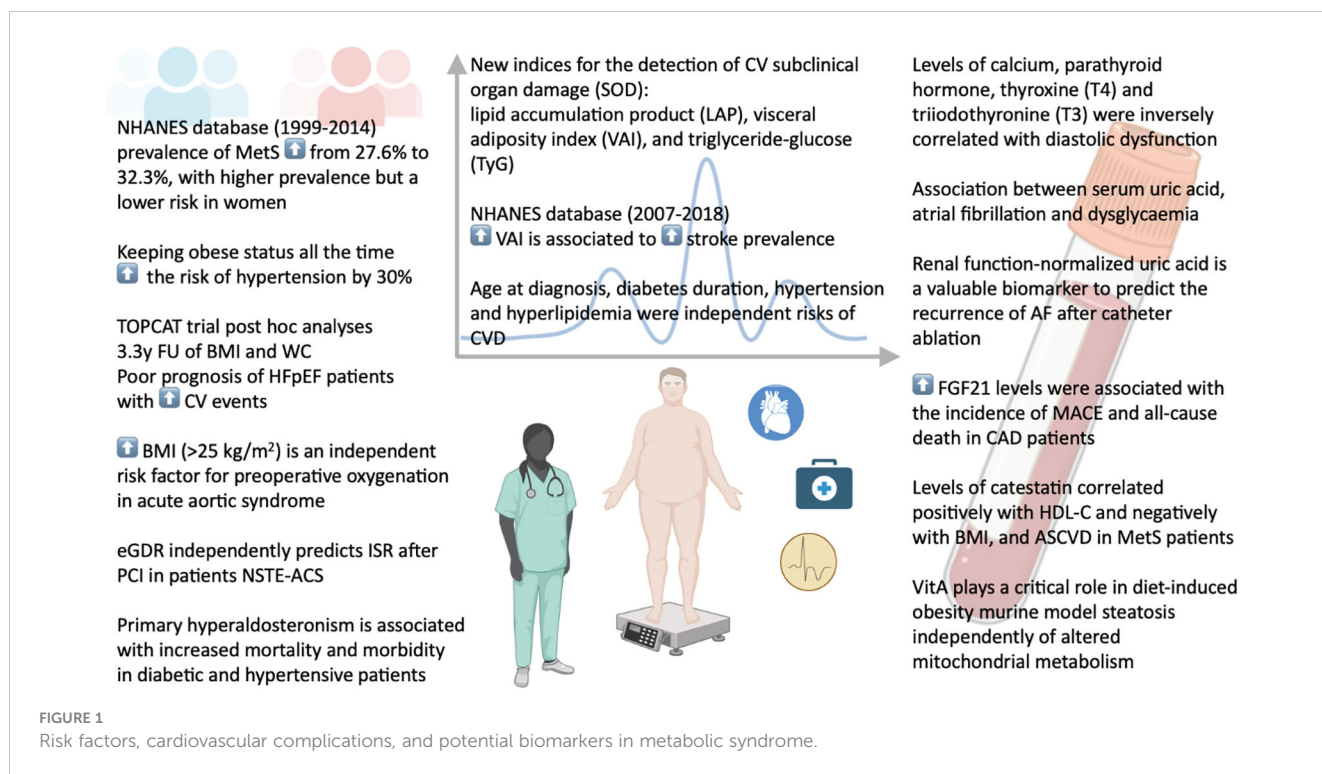 NHANES database (1999-2014)
prevalence of MetS ⬆ from 27.6% to
32.3%, with higher prevalence but a
lower risk in women
Keeping obese status all the time
⬆ the risk of hypertension by 30%
TOPCAT trial post hoc analyses
3.3y FU of BMI and WC
Poor prognosis of HFpEF patients
with ⬆ CV events
⬆ BMI (>25 kg/m²) is an independent
risk factor for preoperative oxygenation
in acute aortic syndrome
eGDR independently predicts ISR after
PCI in patients NSTE-ACS
Primary hyperaldosteronism is associated
with increased mortality and morbidity
in diabetic and hypertensive patients
New indices for the detection of CV subclinical
organ damage (SOD):
lipid accumulation product (LAP), visceral
adiposity index (VAI), and triglyceride-glucose
(TyG)
NHANES database (2007-2018)
⬆ VAI is associated to ⬆ stroke prevalence
Age at diagnosis, diabetes duration, hypertension
and hyperlipidemia were independent risks of
CVD
Levels of calcium, parathyroid
hormone, thyroxine (T4) and
triiodothyronine (T3) were inversely
correlated with diastolic dysfunction
Association between serum uric acid,
atrial fibrillation and dysglycaemia
Renal function-normalized uric acid is
a valuable biomarker to predict the
recurrence of AF after catheter
ablation
⬆ FGF21 levels were associated with
the incidence of MACE and all-cause
death in CAD patients
Levels of catestatin correlated
positively with HDL-C and negatively
with BMI, and ASCVD in MetS patients
VitA plays a critical role in diet-induced
obesity murine model steatosis
independently of altered
mitochondrial metabolism
FIGURE 1
Risk factors, cardiovascular complications, and potential biomarkers in metabolic syndrome.